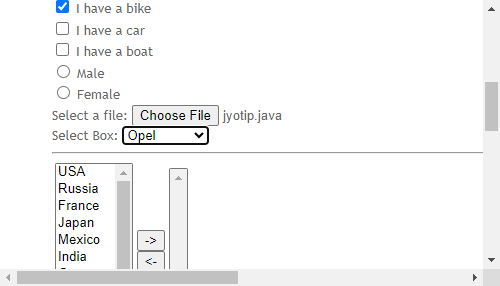 I have a bike
I have a car
I have a boat
Male
Female
Select a file: Choose File jyotip.java
Select Box: Opel
USA
Russia
France
Japan
Mexico
India
->
<-